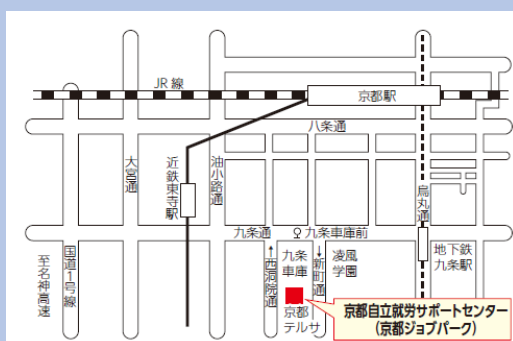 JR線
京都駅
八条通
大宮通
近鉄東寺駅
油小路通
烏丸通
九条通
九条車庫前
至名神高速
国道1号線
↑西洞院通
九条
車庫
↓新町通
凌風
学園
地下鉄
九条駅
京都
テルサ
京都自立就労サポートセンター
(京都ジョブパーク)